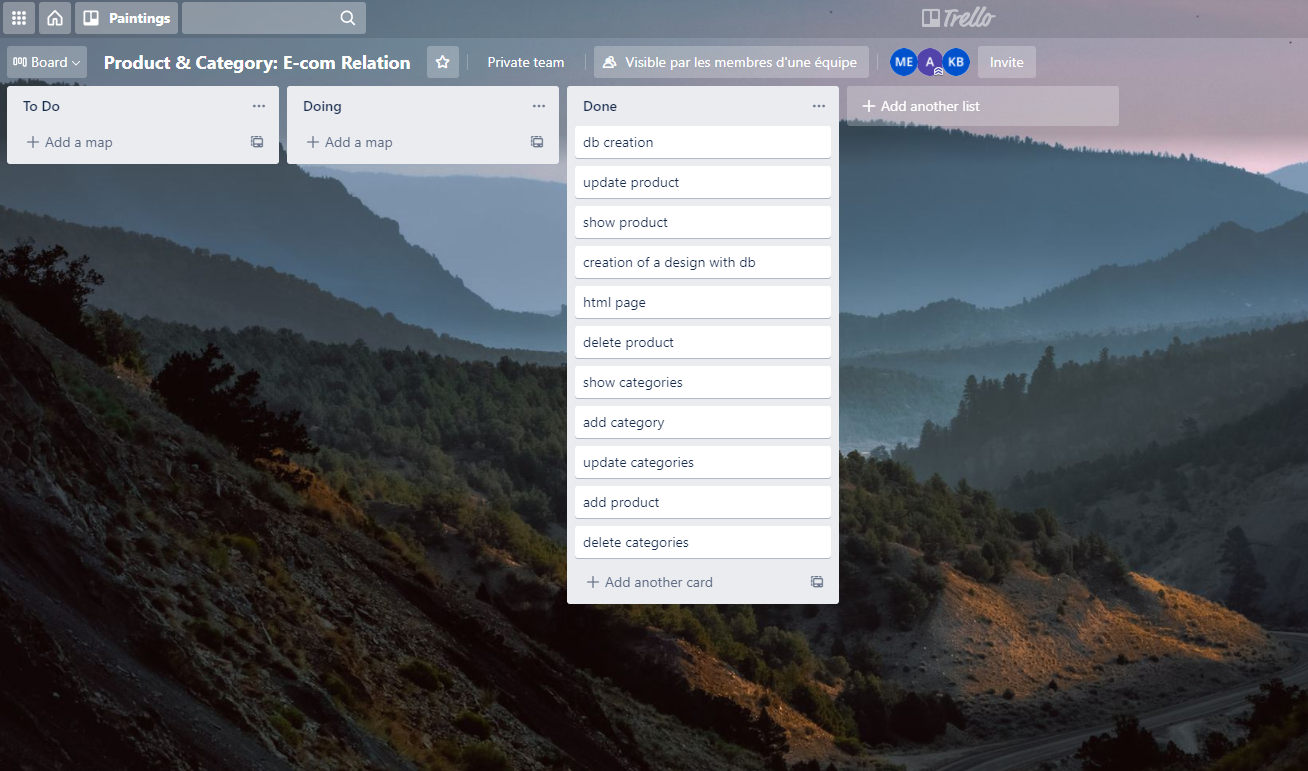 Paintings
Trello
Board
Product & Category: E-com Relation
Private team
Visible par les membres d'une équipe
ME
A
KB
Invite
To Do
Add a map
Doing
Add a map
Done
db creation
update product
show product
creation of a design with db
html page
delete product
show categories
add category
update categories
add product
delete categories
Add another card
Add another list